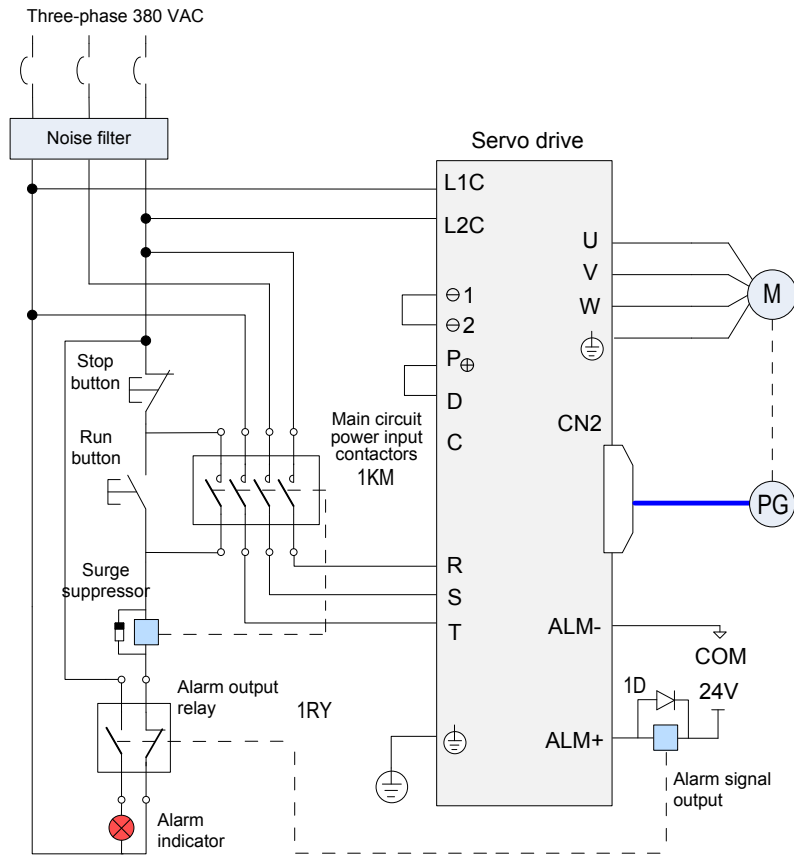 Three-phase 380 VAC
Noise filter
Servo drive
L1C
L2C
U
V
W
M
⊖1
⊖2
P⊕
D
C
Stop
button
Main circuit
power input
contactors
1KM
CN2
Run
button
PG
R
S
T
Surge
suppressor
ALM-
COM
24V
1D
Alarm output
relay
1RY
ALM+
Alarm signal
output
Alarm
indicator